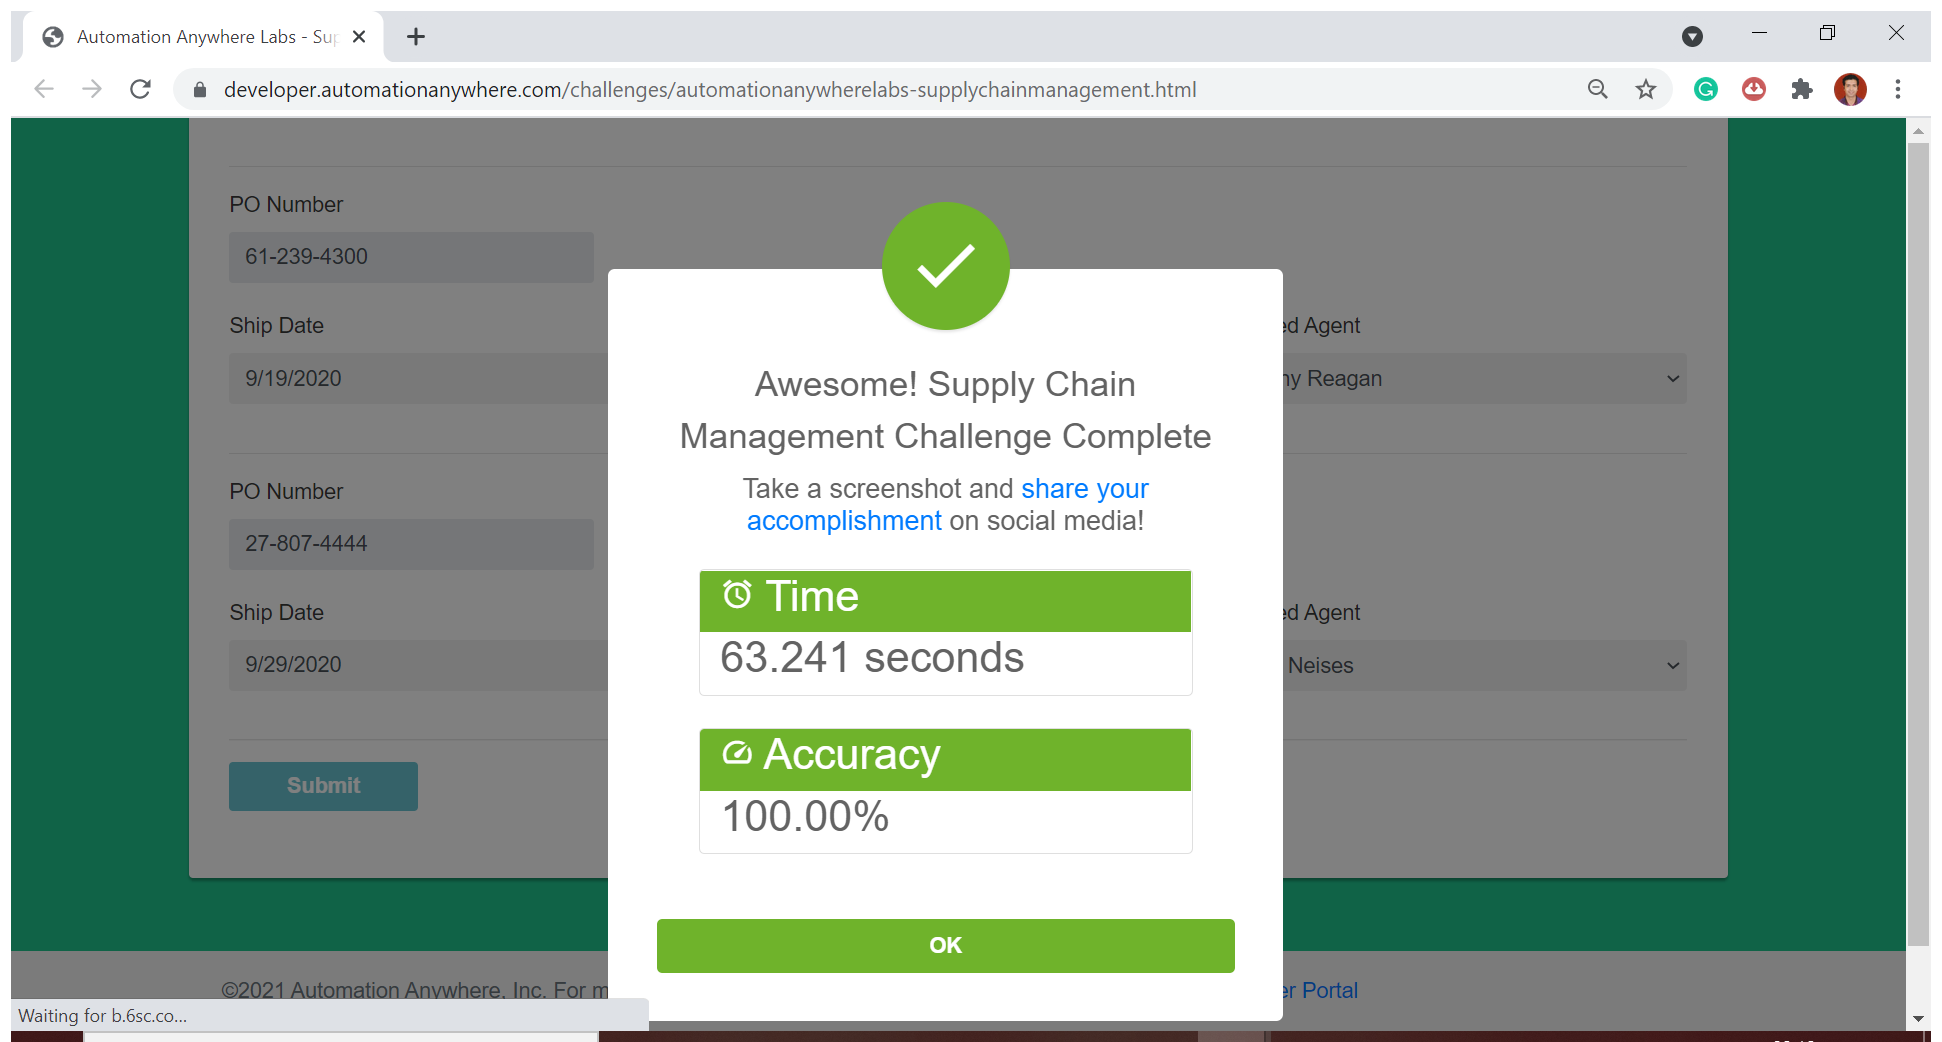 Automation Anywhere Labs - Sup
developer.automationanywhere.com/challenges/automationanywherelabs-supplychainmanagement.html
PO Number
61-239-4300
Ship Date
ed Agent
9/19/2020
ny Reagan
PO Number
27-807-4444
Ship Date
ed Agent
9/29/2020
Neises
Submit
Awesome! Supply Chain
Management Challenge Complete
Take a screenshot and share your
accomplishment on social media!
Time
63.241 seconds
Accuracy
100.00%
OK
©2021 Automation Anywhere, Inc. For m
er Portal
Waiting for b.6sc.co...